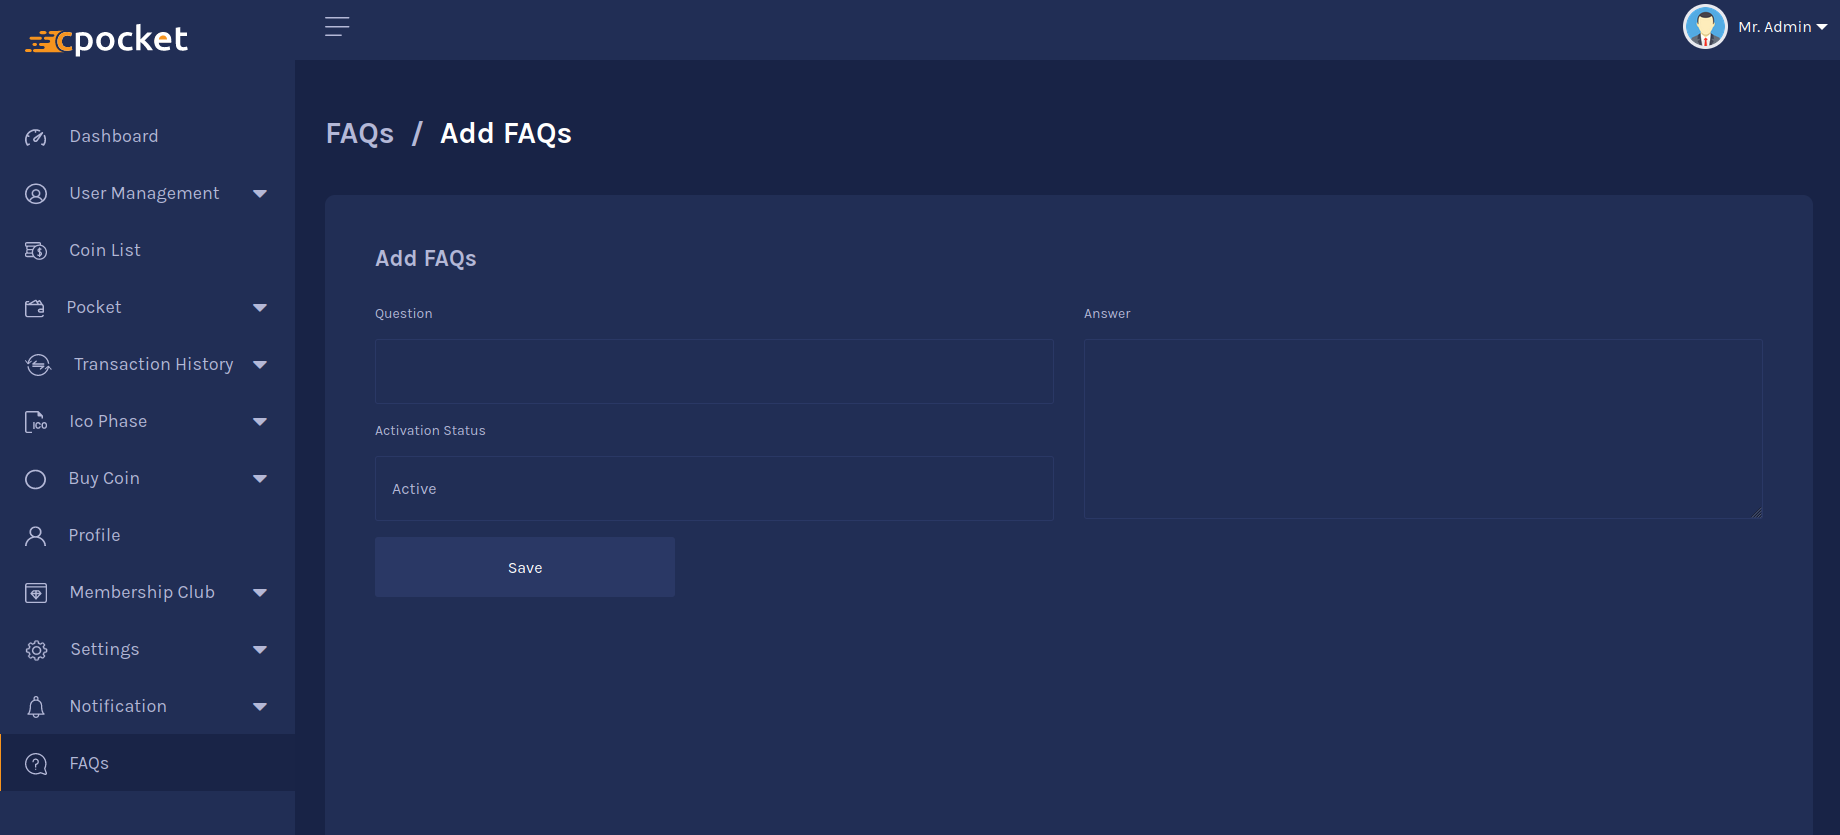 cpocket
Mr. Admin
Dashboard
User Management
Coin List
Pocket
Transaction History
ICO
Ico Phase
Buy Coin
Profile
Membership Club
Settings
Notification
?
FAQs
FAQs / Add FAQs
Add FAQs
Question
Activation Status
Active
Save
Answer